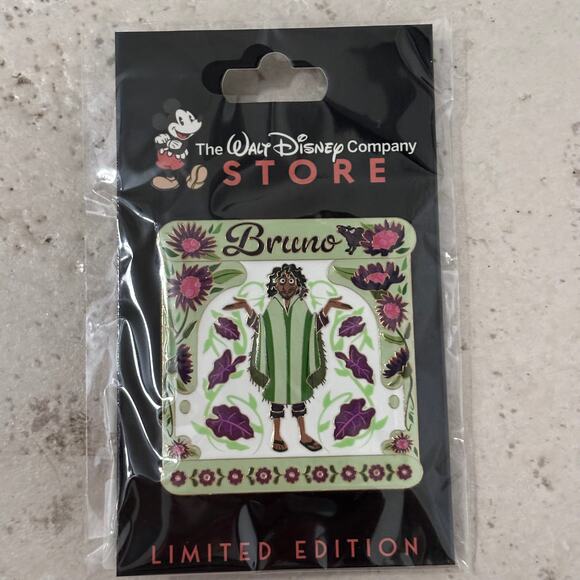 The WALT DISNEY Company
STORE
Bruno
LIMITED EDITION